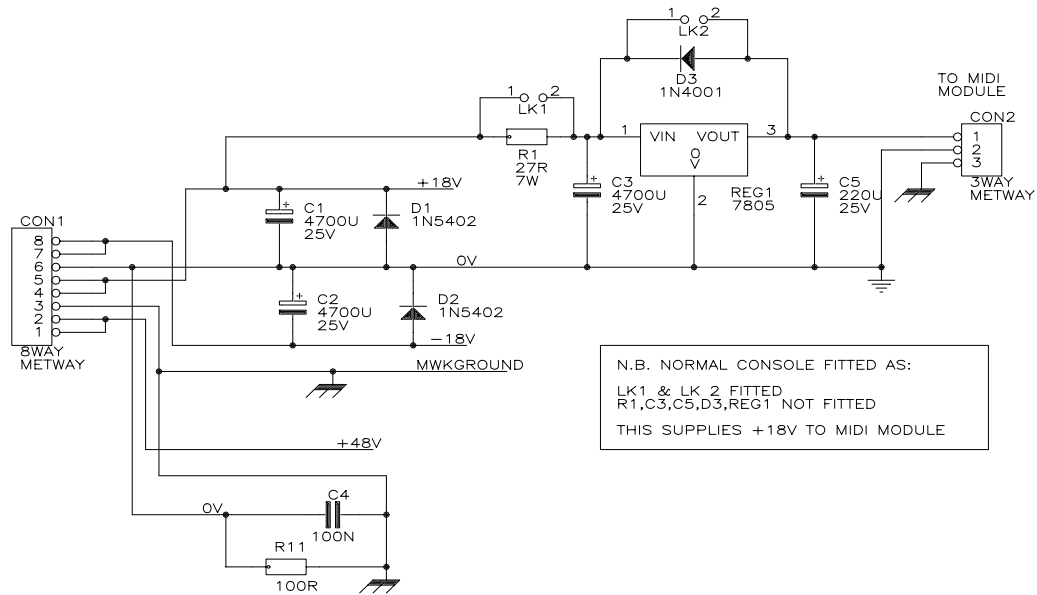 1 2
LK2
D3
1N4001
TO MIDI
MODULE
CON2
1
2
3
3WAY
METWAY
1 2
LK1
R1
27R
7W
1
VIN VOUT
0
V
3
2
REG1
7805
+
C3
4700U
25V
+
C5
220U
25V
+18V
+
C1
4700U
25V
D1
1N5402
CON1
8
7
6
5
4
3
2
1
8WAY
METWAY
0V
+
C2
4700U
25V
D2
1N5402
-18V
MWKGROUND
+48V
0V
C4
100N
R11
100R
N.B. NORMAL CONSOLE FITTED AS:
LK1 & LK 2 FITTED
R1,C3,C5,D3,REG1 NOT FITTED
THIS SUPPLIES +18V TO MIDI MODULE